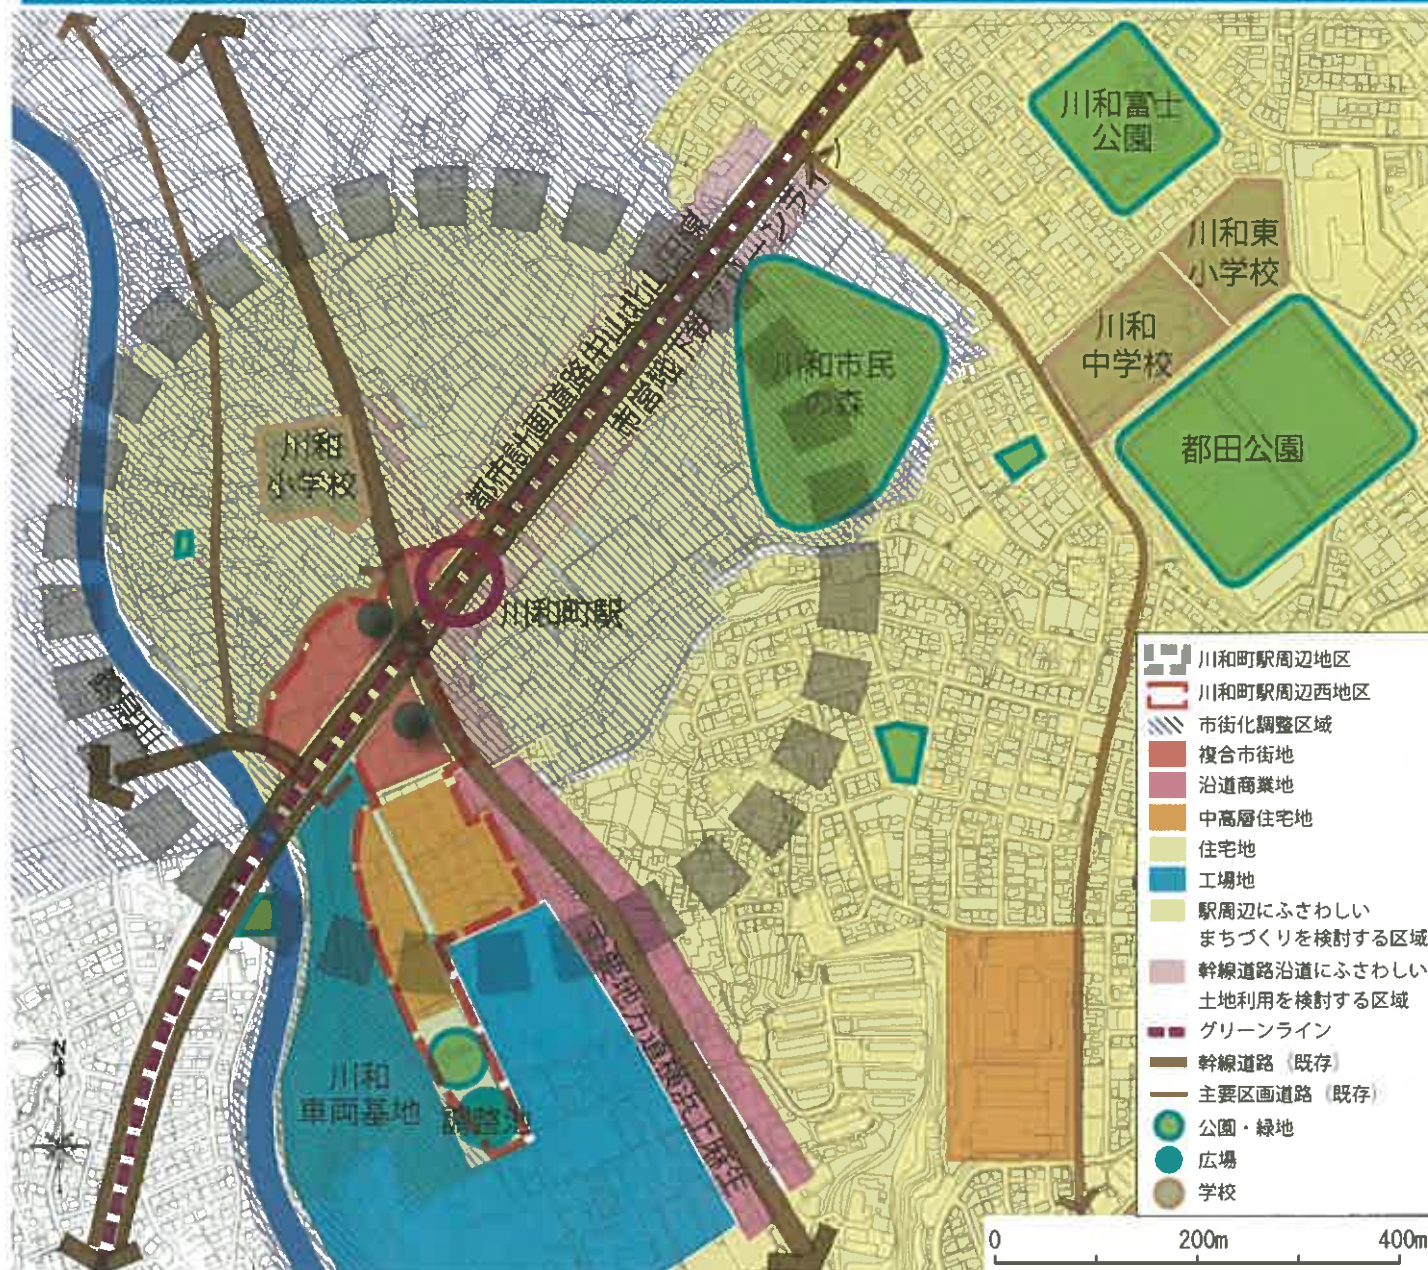 川和富士
公園
川和東
小学校
川和
中学校
都田公園
川和市民
の森
川和
小学校
都市計画道路中山北山田線
市営地下鉄グリーンライン
川和町駅
主要地方道横浜上麻生
川和
車両基地
調整池
N
川和町駅周辺地区
川和町駅周辺西地区
市街化調整区域
複合市街地
沿道商業地
中高層住宅地
住宅地
工場地
駅周辺にふさわしい
まちづくりを検討する区域
幹線道路沿道にふさわしい
土地利用を検討する区域
グリーンライン
幹線道路（既存）
主要区画道路（既存）
公園・緑地
広場
学校
0 200m 400m